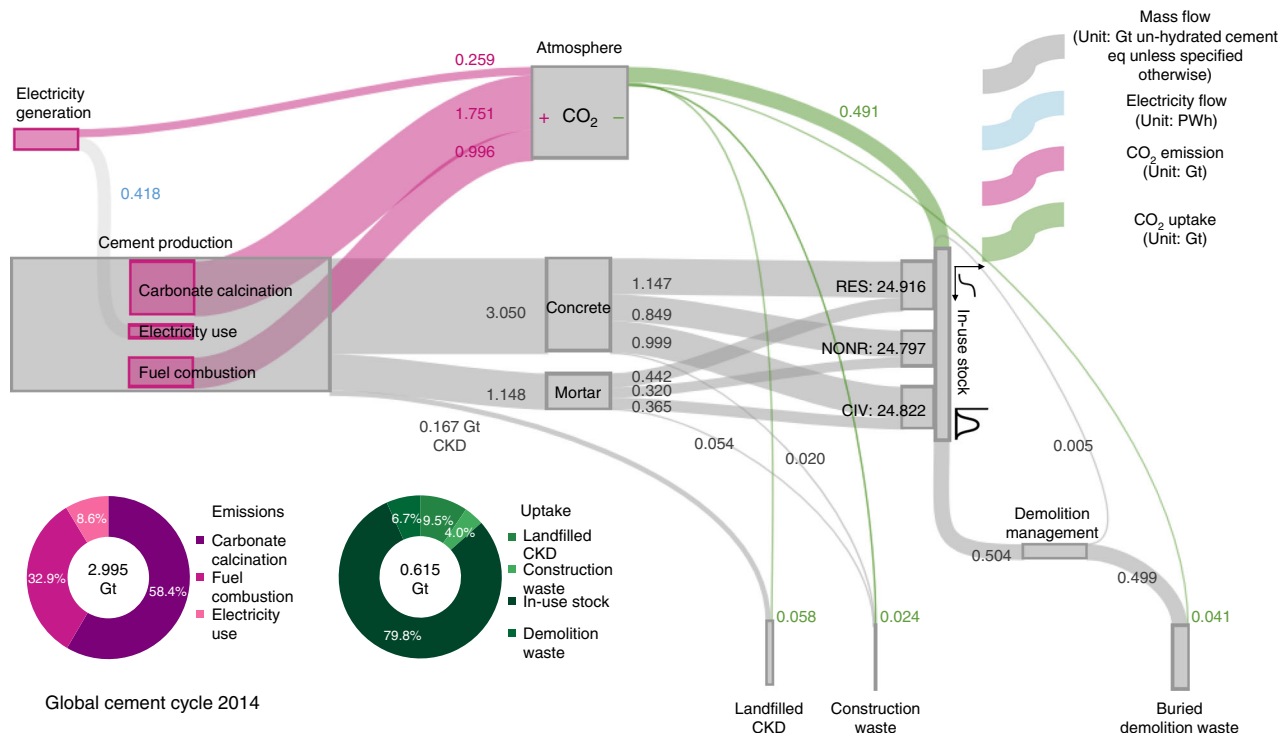 Electricity
generation
0.259
Atmosphere
+ CO₂ −
1.751
0.996
0.491
0.418
Mass flow
(Unit: Gt un-hydrated cement
eq unless specified
otherwise)
Electricity flow
(Unit: PWh)
CO₂ emission
(Unit: Gt)
CO₂ uptake
(Unit: Gt)
Cement production
Carbonate calcination
Electricity use
Fuel combustion
3.050
1.148
0.167 Gt
CKD
Concrete
Mortar
1.147
0.849
0.999
0.442
0.320
0.365
0.054
0.020
RES: 24.916
NONR: 24.797
CIV: 24.822
In-use stock
0.005
Demolition
management
0.504
0.499
0.058
0.024
0.041
Landfilled
CKD
Construction
waste
Buried
demolition waste
8.6%
32.9%
58.4%
2.995
Gt
Emissions
Carbonate
calcination
Fuel
combustion
Electricity
use
6.7%
9.5%
4.0%
79.8%
0.615
Gt
Uptake
Landfilled
CKD
Construction
waste
In-use stock
Demolition
waste
Global cement cycle 2014